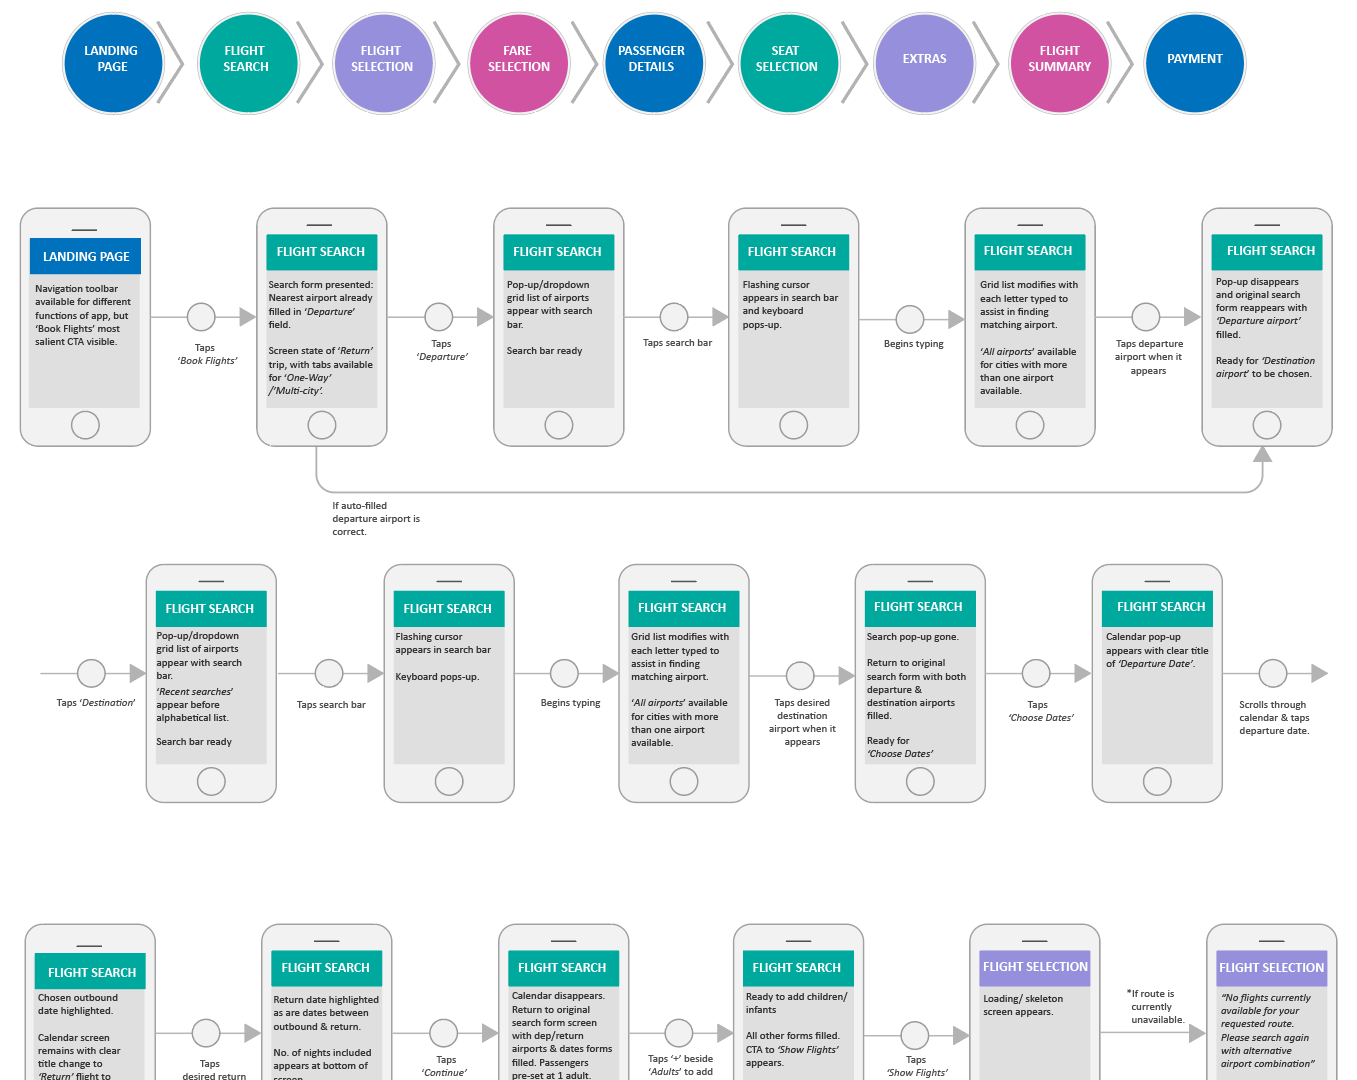 LANDING
PAGE
FLIGHT
SEARCH
FLIGHT
SELECTION
FARE
SELECTION
PASSENGER
DETAILS
SEAT
SELECTION
EXTRAS
FLIGHT
SUMMARY
PAYMENT
LANDING PAGE
Navigation toolbar
available for different
functions of app, but
‘Book Flights’ most
salient CTA visible.
Taps
‘Book Flights’
FLIGHT SEARCH
Search form presented:
Nearest airport already
filled in ‘Departure’
field.
Screen state of ‘Return’
trip, with tabs available
for ‘One-Way’
/‘Multi-city’.
Taps
‘Departure’
FLIGHT SEARCH
Pop-up/dropdown
grid list of airports
appear with search
bar.
Search bar ready
Taps search bar
FLIGHT SEARCH
Flashing cursor
appears in search bar
and keyboard
pops-up.
Begins typing
FLIGHT SEARCH
Grid list modifies with
each letter typed to
assist in finding
matching airport.
‘All airports’ available
for cities with more
than one airport
available.
Taps departure
airport when it
appears
FLIGHT SEARCH
Pop-up disappears
and original search
form reappears with
‘Departure airport’
filled.
Ready for ‘Destination
airport’ to be chosen.
If auto-filled
departure airport is
correct.
Taps ‘Destination’
FLIGHT SEARCH
Pop-up/dropdown
grid list of airports
appear with search
bar.
‘Recent searches’
appear before
alphabetical list.
Search bar ready
Taps search bar
FLIGHT SEARCH
Flashing cursor
appears in search bar
Keyboard pops-up.
Begins typing
FLIGHT SEARCH
Grid list modifies with
each letter typed to
assist in finding
matching airport.
‘All airports’ available
for cities with more
than one airport
available.
Taps desired
destination
airport when it
appears
FLIGHT SEARCH
Search pop-up gone.
Return to original
search form with both
departure &
destination airports
filled.
Ready for
‘Choose Dates’
Taps
‘Choose Dates’
FLIGHT SEARCH
Calendar pop-up
appears with clear title
of ‘Departure Date’.
Scrolls through
calendar & taps
departure date.
FLIGHT SEARCH
Chosen outbound
date highlighted.
Calendar screen
remains with clear
title change to
‘Return’ flight to
Taps
desired return
FLIGHT SEARCH
Return date highlighted
as are dates between
outbound & return.
No. of nights included
appears at bottom of
screen.
Taps
‘Continue’
FLIGHT SEARCH
Calendar disappears.
Return to original
search form screen
with dep/return
airports & dates forms
filled. Passengers
pre-set at 1 adult.
Taps ‘+’ beside
‘Adults’ to add
FLIGHT SEARCH
Ready to add children/
infants
All other forms filled.
CTA to ‘Show Flights’
appears.
Taps
‘Show Flights’
FLIGHT SELECTION
Loading/ skeleton
screen appears.
*If route is
currently
unavailable.
FLIGHT SELECTION
“No flights currently
available for your
requested route.
Please search again
with alternative
airport combination”